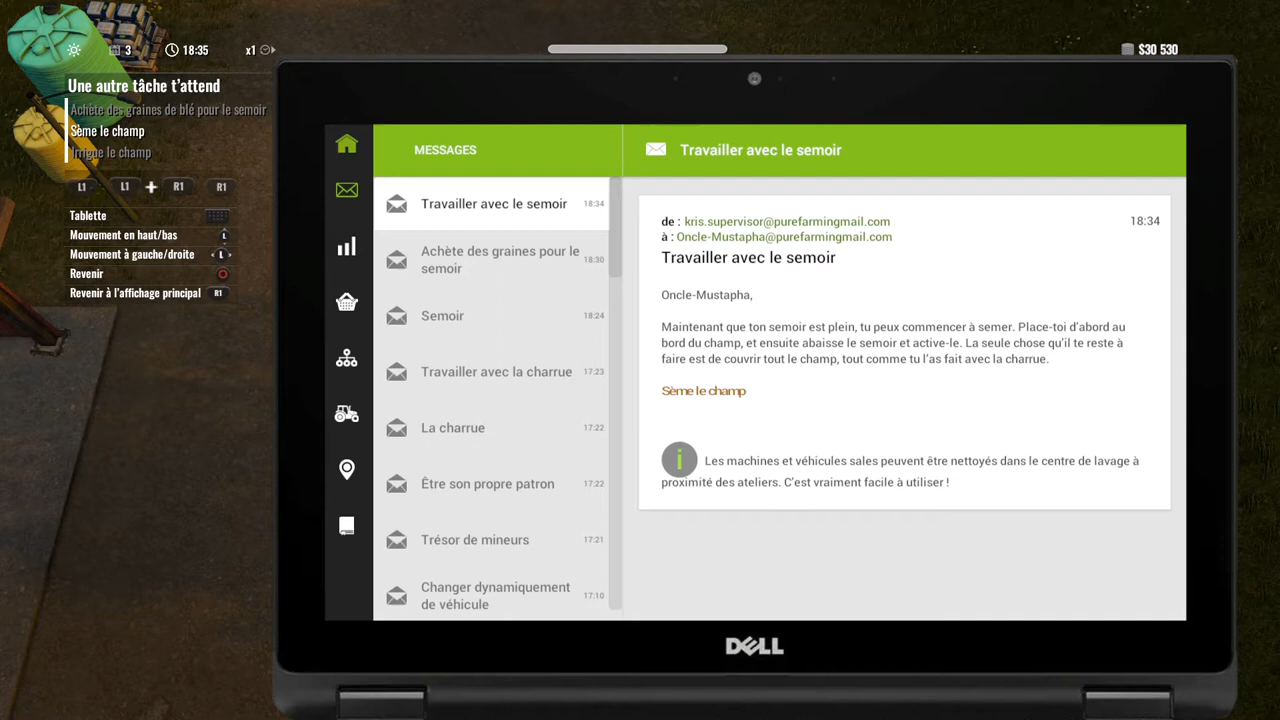 3
18:35
x1
$30 530
Une autre tâche t'attend
Achète des graines de blé pour le semoir
Sème le champ
Irrigue le champ
L1 L1 + R1 R1
Tablette
Mouvement en haut/bas L
Mouvement à gauche/droite L
Revenir
Revenir à l'affichage principal R1
MESSAGES
Travailler avec le semoir 18:34
Achète des graines pour le
semoir 18:30
Semoir 18:24
Travailler avec la charrue 17:23
La charrue 17:22
Être son propre patron 17:22
Trésor de mineurs 17:21
Changer dynamiquement
de véhicule 17:10
Travailler avec le semoir
de : kris.supervisor@purefarmingmail.com 18:34
à : Oncle-Mustapha@purefarmingmail.com
Travailler avec le semoir
Oncle-Mustapha,
Maintenant que ton semoir est plein, tu peux commencer à semer. Place-toi d'abord au
bord du champ, et ensuite abaisse le semoir et active-le. La seule chose qu'il te reste à
faire est de couvrir tout le champ, tout comme tu l'as fait avec la charrue.
Sème le champ
i Les machines et véhicules sales peuvent être nettoyés dans le centre de lavage à
proximité des ateliers. C'est vraiment facile à utiliser !
DELL